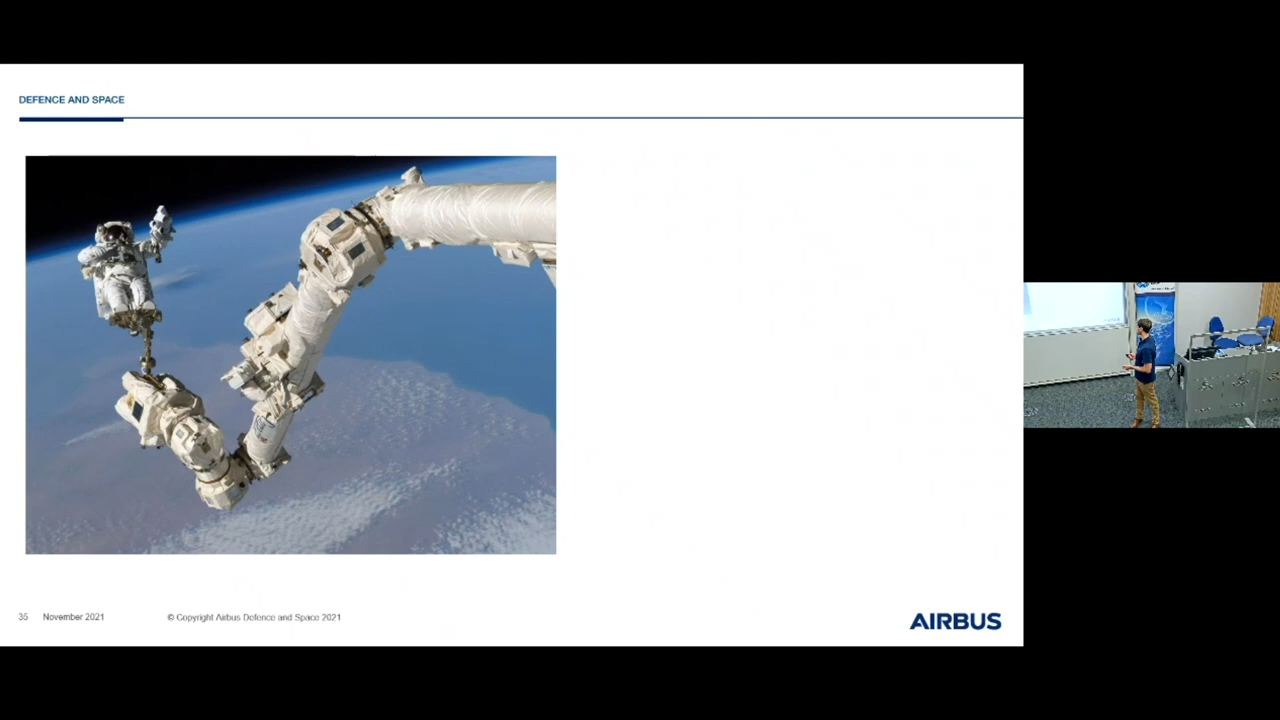 DEFENCE AND SPACE
35 November 2021 © Copyright Airbus Defence and Space 2021
AIRBUS